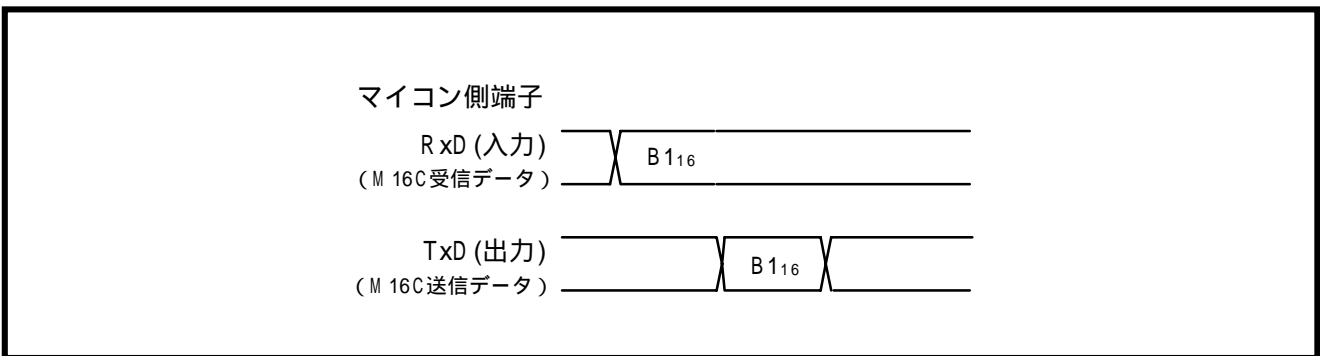 マイコン側端子
RxD (入力)
B1₁₆
(M16C受信データ)
TxD (出力)
B1₁₆
(M16C送信データ)